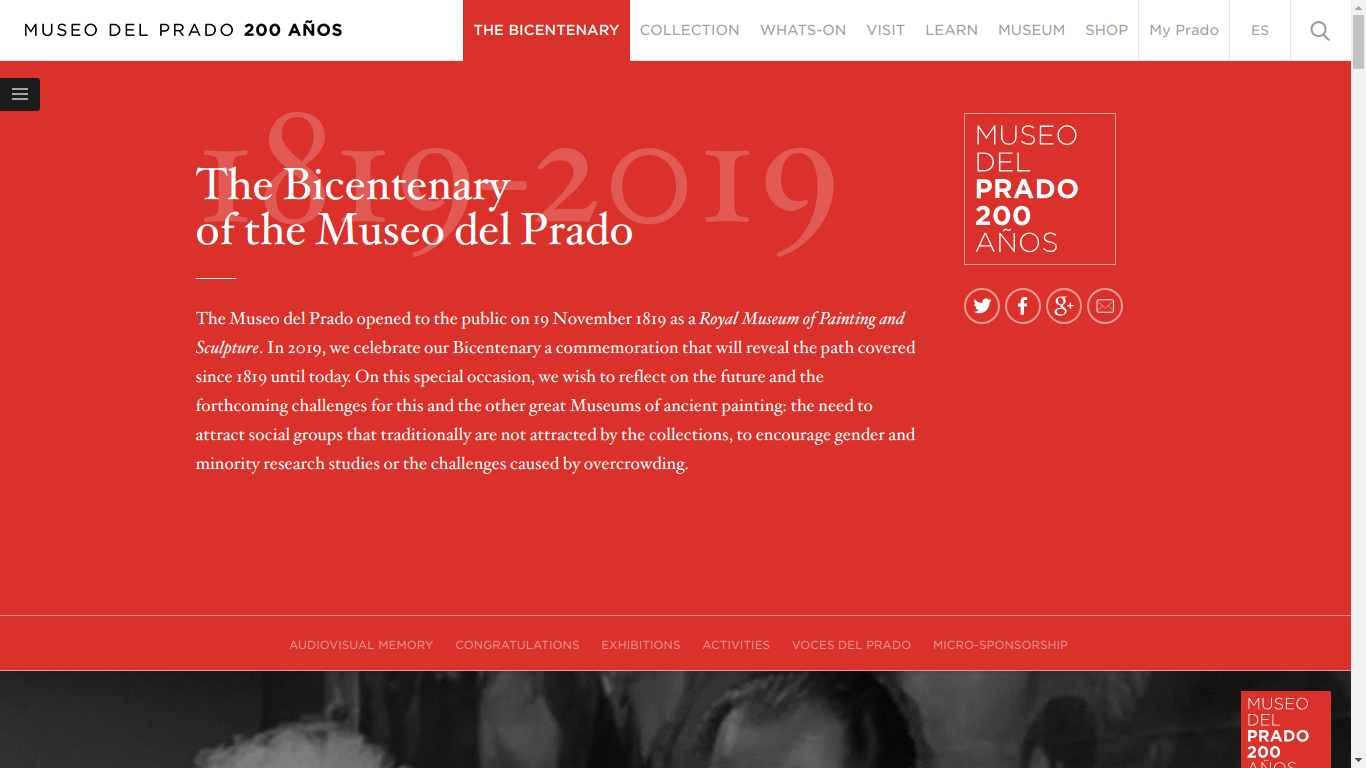 MUSEO DEL PRADO 200 AÑOS
THE BICENTENARY
COLLECTION
WHATS-ON
VISIT
LEARN
MUSEUM
SHOP
My Prado
ES
1819-2019
The Bicentenary
of the Museo del Prado
The Museo del Prado opened to the public on 19 November 1819 as a Royal Museum of Painting and
Sculpture. In 2019, we celebrate our Bicentenary a commemoration that will reveal the path covered
since 1819 until today. On this special occasion, we wish to reflect on the future and the
forthcoming challenges for this and the other great Museums of ancient painting: the need to
attract social groups that traditionally are not attracted by the collections, to encourage gender and
minority research studies or the challenges caused by overcrowding.
MUSEO
DEL
PRADO
200
AÑOS
AUDIOVISUAL MEMORY
CONGRATULATIONS
EXHIBITIONS
ACTIVITIES
VOCES DEL PRADO
MICRO-SPONSORSHIP
MUSEO
DEL
PRADO
200
AÑOS